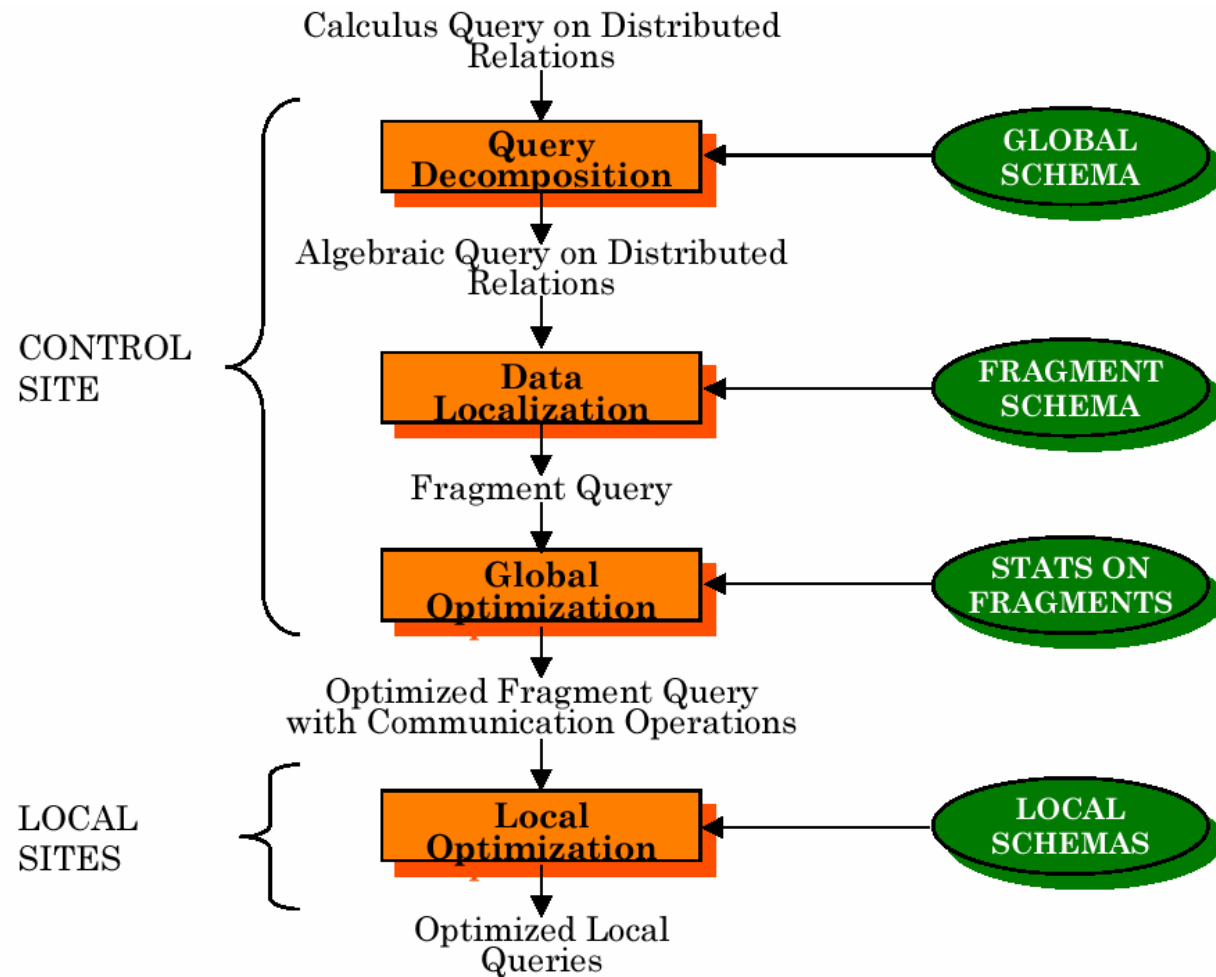 Calculus Query on Distributed
Relations
Query
Decomposition
GLOBAL
SCHEMA
Algebraic Query on Distributed
Relations
CONTROL
SITE
Data
Localization
FRAGMENT
SCHEMA
Fragment Query
Global
Optimization
STATS ON
FRAGMENTS
Optimized Fragment Query
with Communication Operations
LOCAL
SITES
Local
Optimization
LOCAL
SCHEMAS
Optimized Local
Queries